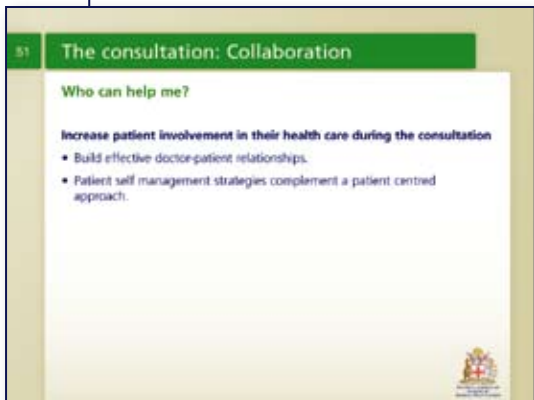 51
The consultation: Collaboration
Who can help me?
Increase patient involvement in their health care during the consultation
• Build effective doctor-patient relationships.
• Patient self management strategies complement a patient centred
approach.